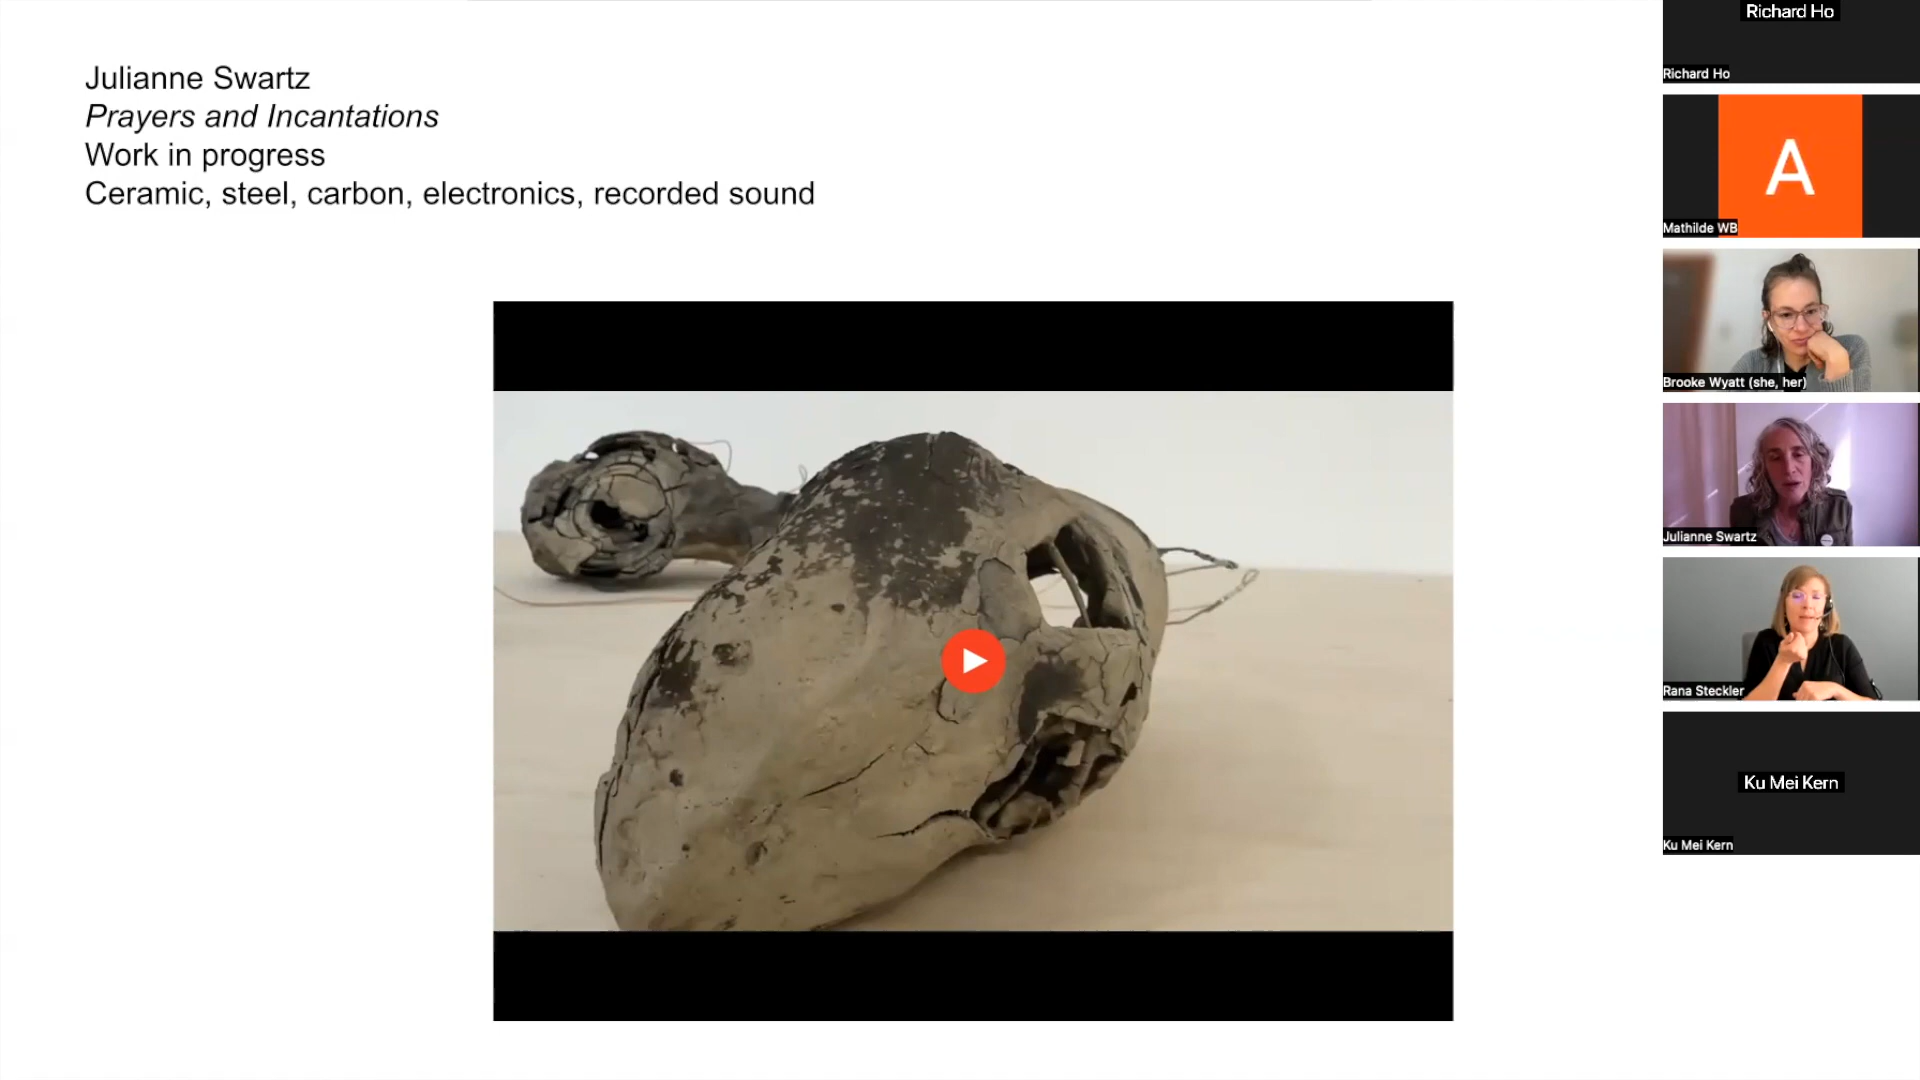 Julianne Swartz
Prayers and Incantations
Work in progress
Ceramic, steel, carbon, electronics, recorded sound
Richard Ho
Richard Ho
A
Mathilde WB
Brooke Wyatt (she, her)
Julianne Swartz
Rana Steckler
Ku Mei Kern
Ku Mei Kern